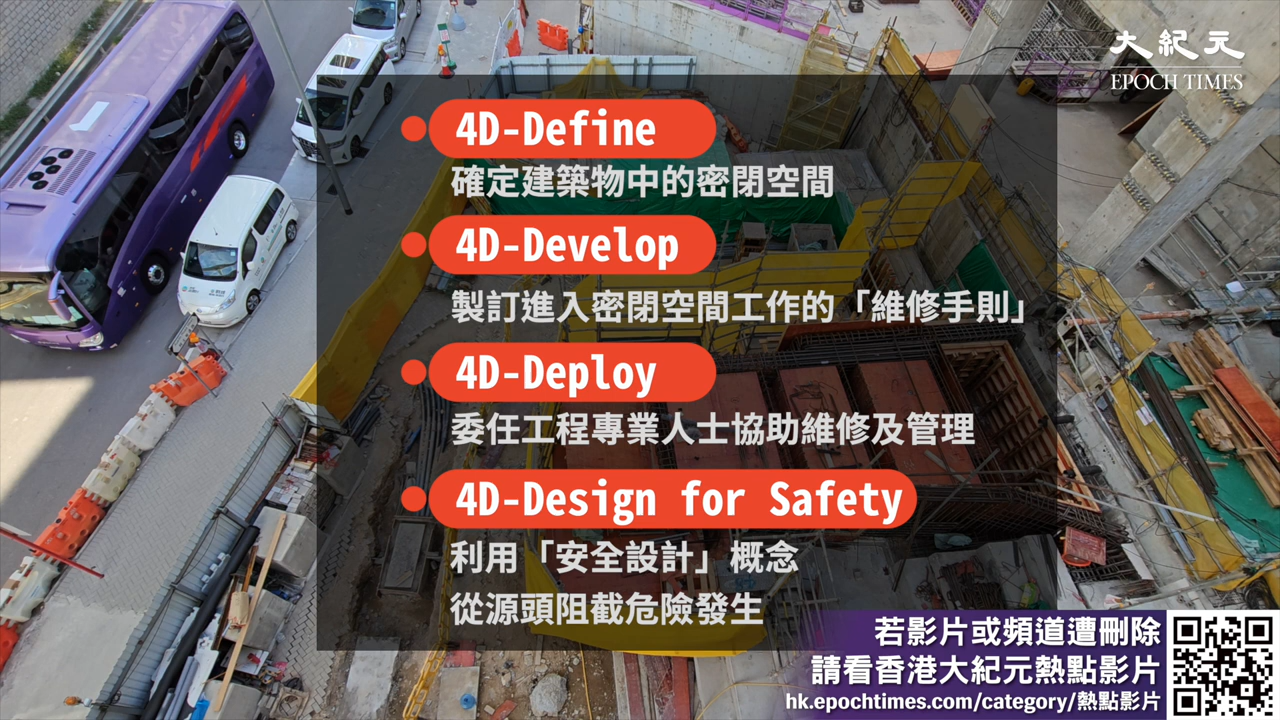 大紀元
EPOCH TIMES
4D-Define
確定建築物中的密閉空間
4D-Develop
製訂進入密閉空間工作的「維修手則」
4D-Deploy
委任工程專業人士協助維修及管理
4D-Design for Safety
利用「安全設計」概念
從源頭阻截危險發生
若影片或頻道遭刪除
請看香港大紀元熱點影片
hk.epochtimes.com/category/熱點影片